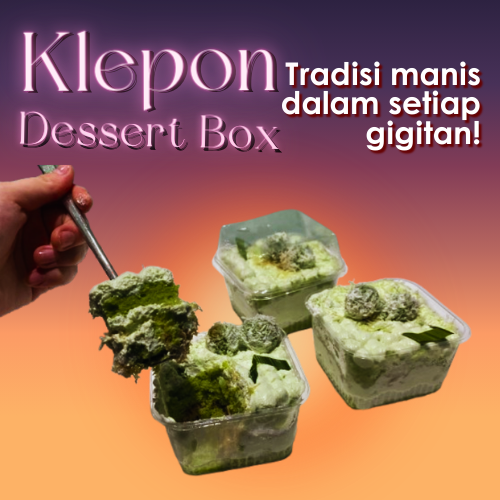 Klepon
Dessert Box
Tradisi manis
dalam setiap
gigitan!